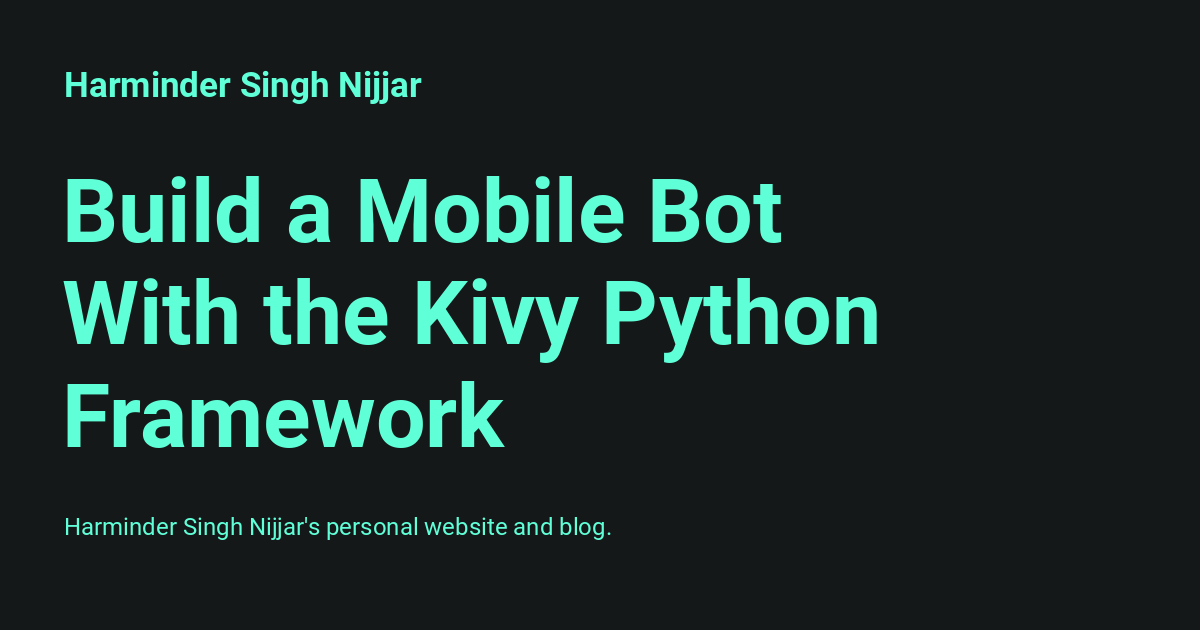 Harminder Singh Nijjar
Build a Mobile Bot
With the Kivy Python
Framework
Harminder Singh Nijjar's personal website and blog.